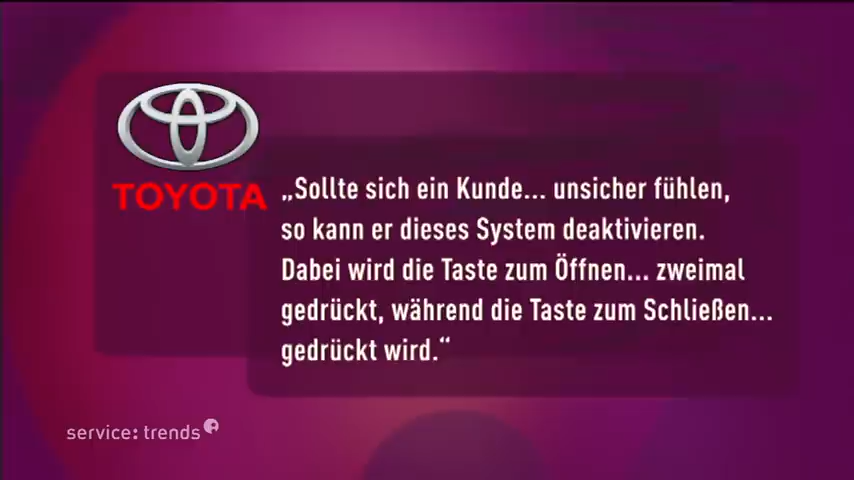 TOYOTA
„Sollte sich ein Kunde... unsicher fühlen,
so kann er dieses System deaktivieren.
Dabei wird die Taste zum Öffnen... zweimal
gedrückt, während die Taste zum Schließen...
gedrückt wird.“
service: trends